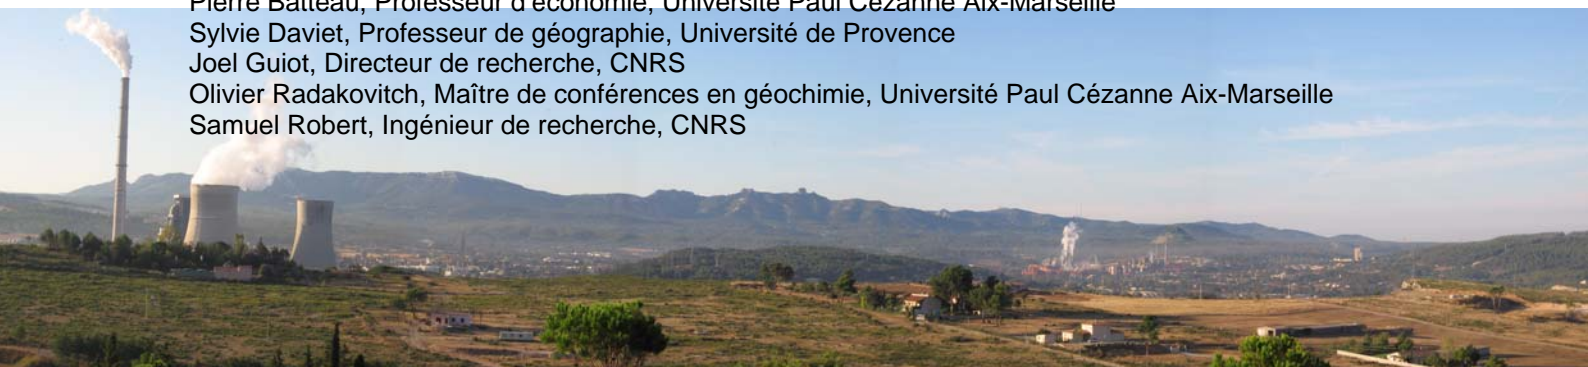 Pierre Batteau, Professeur d'économie, Université Paul Cézanne Aix-Marseille
Sylvie Daviet, Professeur de géographie, Université de Provence
Joel Guiot, Directeur de recherche, CNRS
Olivier Radakovitch, Maître de conférences en géochimie, Université Paul Cézanne Aix-Marseille
Samuel Robert, Ingénieur de recherche, CNRS